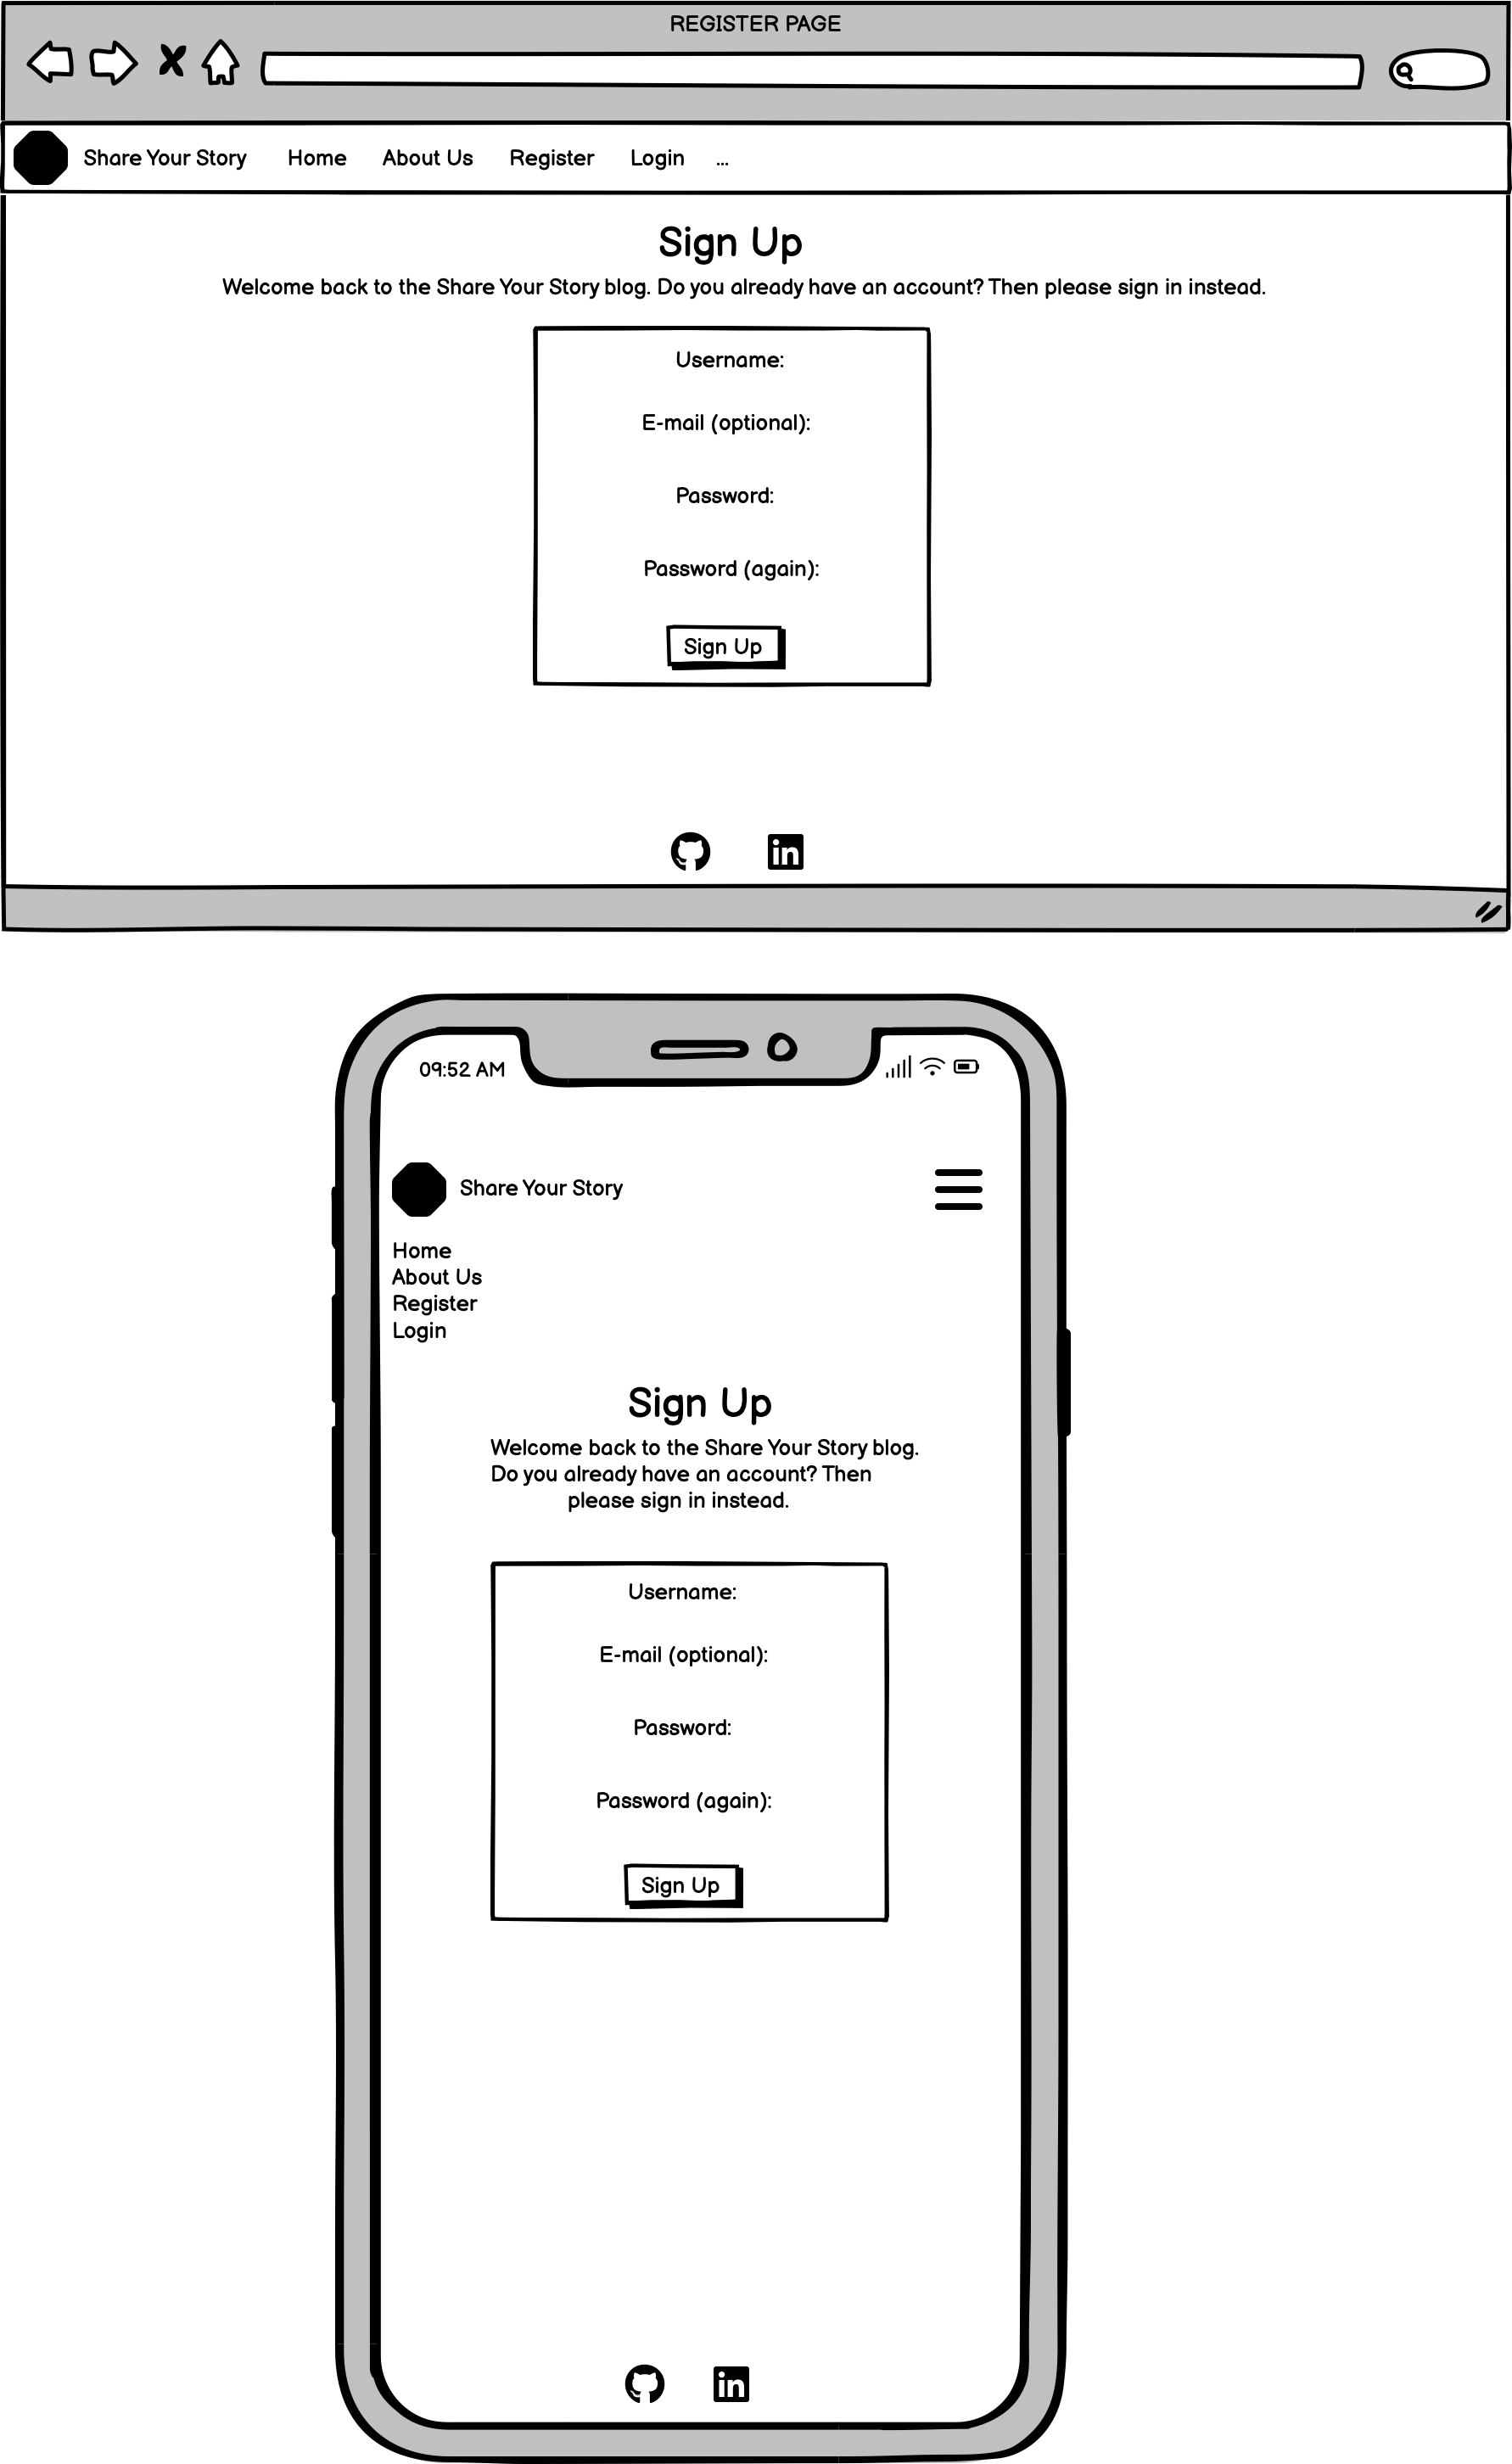 REGISTER PAGE
Share Your Story Home About Us Register Login ...
Sign Up
Welcome back to the Share Your Story blog. Do you already have an account? Then please sign in instead.
Username:
E-mail (optional):
Password:
Password (again):
Sign Up
in
09:52 AM
Share Your Story
Home
About Us
Register
Login
Sign Up
Welcome back to the Share Your Story blog.
Do you already have an account? Then
please sign in instead.
Username:
E-mail (optional):
Password:
Password (again):
Sign Up
in